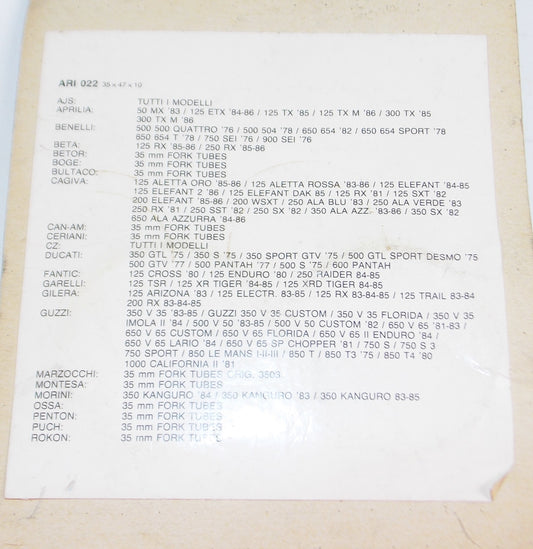 ARI 022 35 x 47 x 10
AJS: TUTTI I MODELLI
APRILIA: 50 MX '83 / 125 ETX '84-86 / 125 TX '85 / 125 TX M '86 / 300 TX '85
300 TX M '86
BENELLI: 500 500 QUATTRO '76 / 500 504 '78 / 650 654 '82 / 650 654 SPORT '78
650 654 T '78 / 750 SEI '76 / 900 SEI '76
BETA: 125 RX '85-86 / 250 RX '85-86
BETOR: 35 mm FORK TUBES
BOGE: 35 mm FORK TUBES
BULTACO: 35 mm FORK TUBES
CAGIVA: 125 ALETTA ORO '85-86 / 125 ALETTA ROSSA '83-86 / 125 ELEFANT '84-85
125 ELEFANT 2 '86 / 125 ELEFANT DAK 85 / 125 RX '81 / 125 SXT '82
200 ELEFANT '85-86 / 200 WSXT / 250 ALA BLU '83 / 250 ALA VERDE '83
250 RX '81 / 250 SST '82 / 250 SX '82 / 350 ALA AZZ. '83-86 / 350 SX '82
650 ALA AZZURRA '84-86
CAN-AM: 35 mm FORK TUBES
CERIANI: 35 mm FORK TUBES
CZ: TUTTI I MODELLI
DUCATI: 350 GTL '75 / 350 S '75 / 350 SPORT GTV '75 / 500 GTL SPORT DESMO '75
500 GTV '77 / 500 PANTAH '77 / 500 S '75 / 600 PANTAH
FANTIC: 125 CROSS '80 / 125 ENDURO '80 / 250 RAIDER 84-85
GARELLI: 125 TSR / 125 XR TIGER '84-85 / 125 XRD TIGER 84-85
GILERA: 125 ARIZONA '83 / 125 ELECTR. 83-85 / 125 RX 83-84-85 / 125 TRAIL 83-84
200 RX 83-84-85
GUZZI: 350 V 35 '83-85 / GUZZI 350 V 35 CUSTOM / 350 V 35 FLORIDA / 350 V 35
IMOLA II '84 / 500 V 50 '83-85 / 500 V 50 CUSTOM '82 / 650 V 65 '81-83 /
650 V 65 CUSTOM / 650 V 65 FLORIDA / 650 V 65 II ENDURO '84 /
650 V 65 LARIO '84 / 650 V 65 SP CHOPPER '81 / 750 S / 750 S 3
750 SPORT / 850 LE MANS I-II-III / 850 T / 850 T3 '75 / 850 T4 '80
1000 CALIFORNIA II '81
MARZOCCHI: 35 mm FORK TUBES ORIG. 3503
MONTESA: 35 mm FORK TUBES
MORINI: 350 KANGURO '84 / 350 KANGURO '83 / 350 KANGURO 83-85
OSSA: 35 mm FORK TUBES
PENTON: 35 mm FORK TUBES
PUCH: 35 mm FORK TUBES
ROKON: 35 mm FORK TUBES